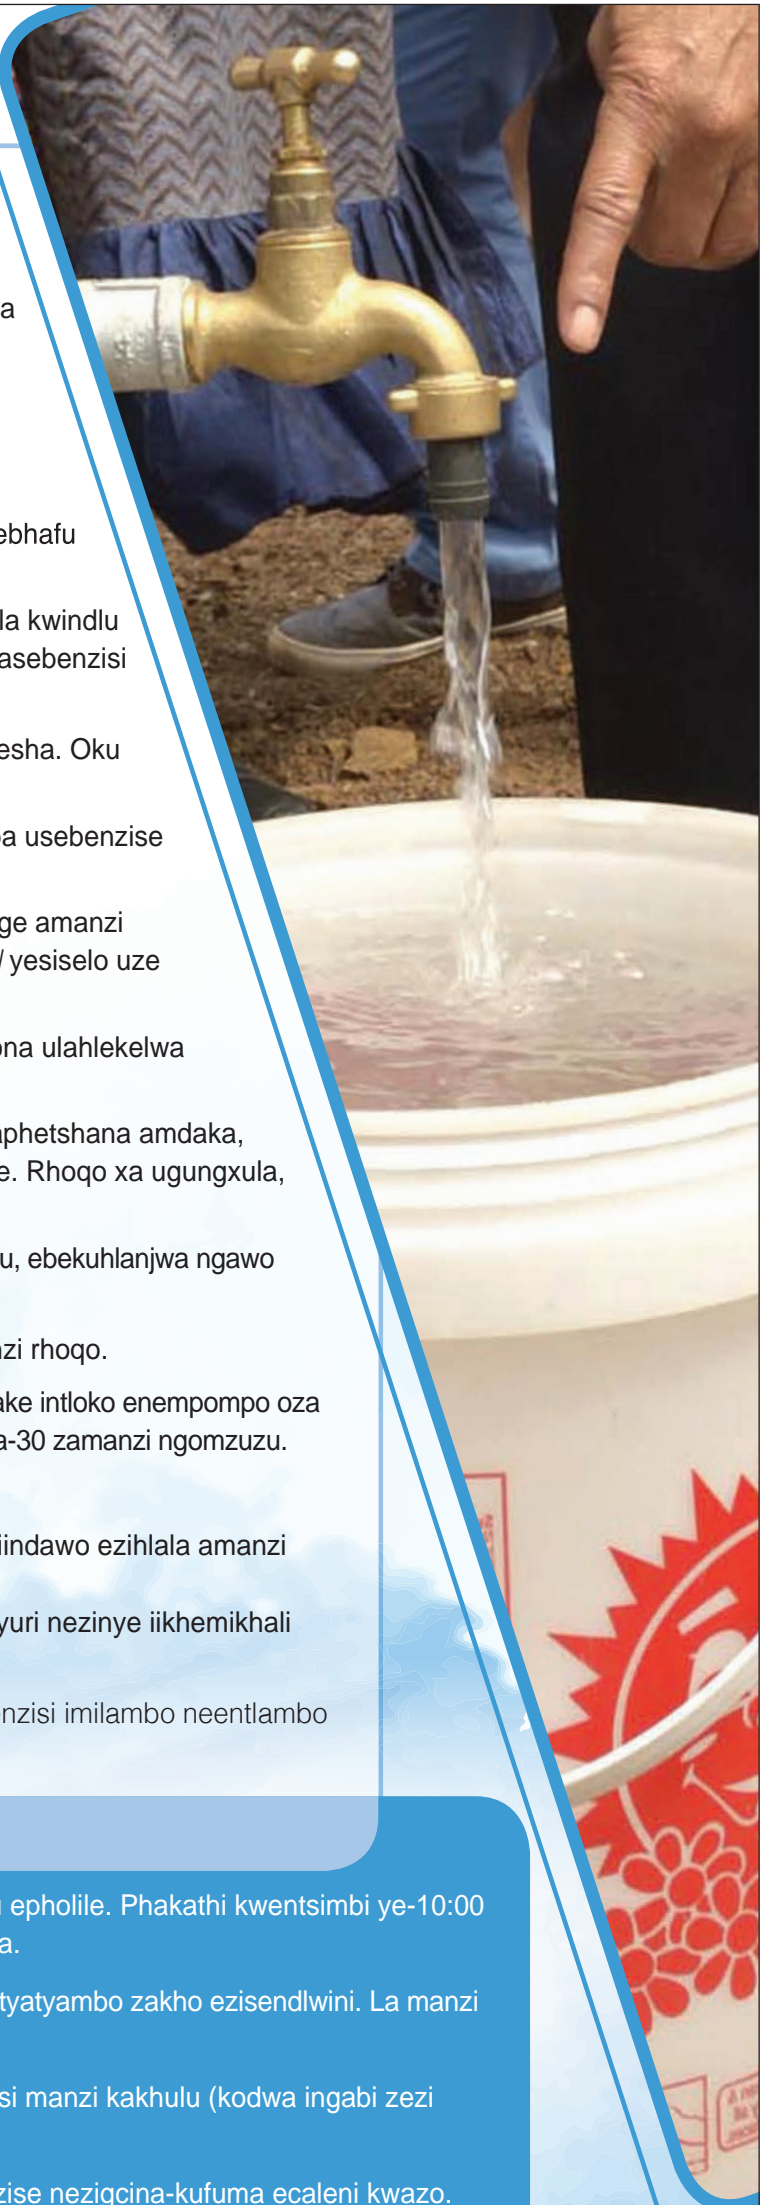 a
ebhafu
la kwindlu
asebenzisi
esha. Oku
a usebenzise
ge amanzi
/ yesiselo uze
ona ulahlekelwa
aphetshana amdaka,
e. Rhoqo xa ugungxula,
u, ebekuhlanjwa ngawo
nzi rhoqo.
ake intloko enempompo oza
a-30 zamanzi ngomzuzu.
iindawo ezihlala amanzi
yuri nezinye iikhemikhali
enzisi imilambo neentlambo
epholile. Phakathi kwentsimbi ye-10:00
a.
tyatyambo zakho ezisendlwini. La manzi
si manzi kakhulu (kodwa ingabi zezi
zise nezigcina-kufuma ecaleni kwazo.